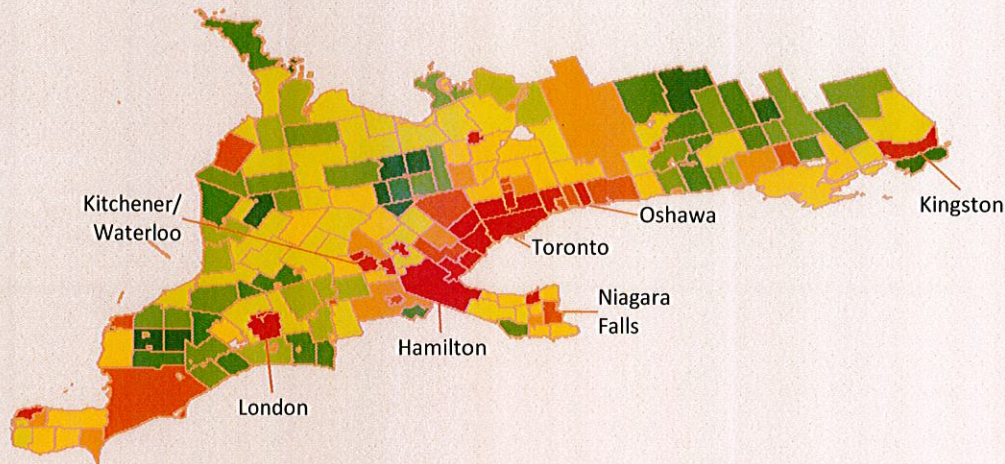 Kitchener/
Waterloo
Oshawa
Kingston
Toronto
Niagara
Falls
Hamilton
London